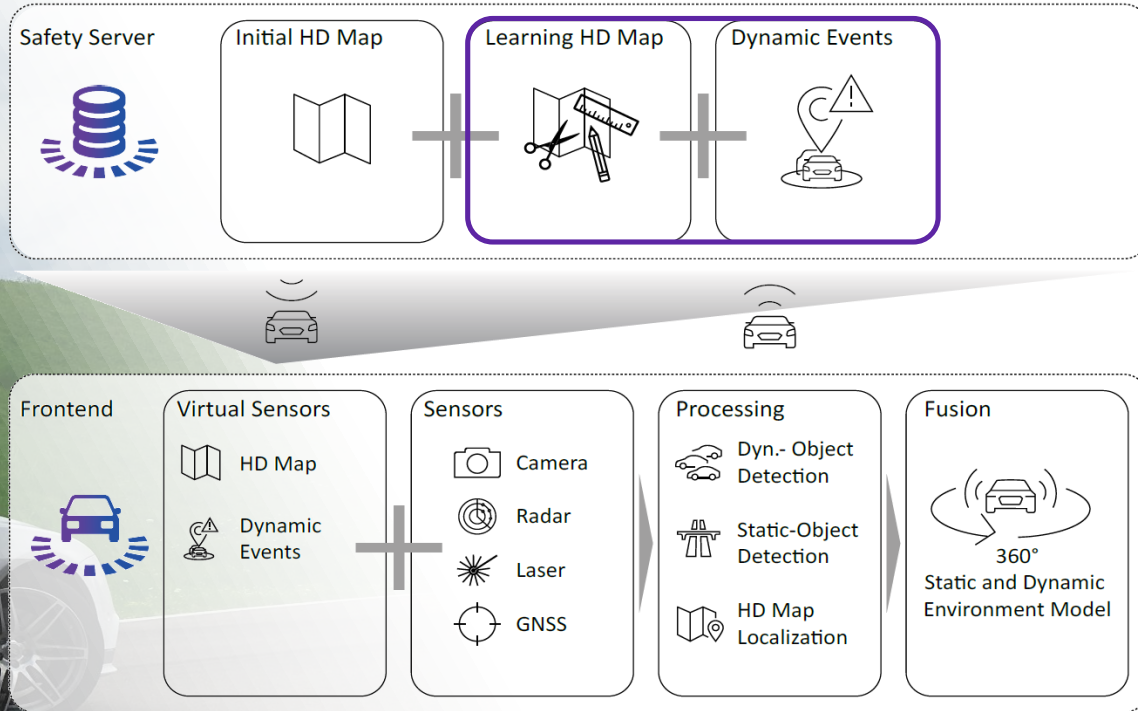 Safety Server
Initial HD Map
Learning HD Map
Dynamic Events
Frontend
Virtual Sensors
HD Map
Dynamic
Events
Sensors
Camera
Radar
Laser
GNSS
Processing
Dyn.- Object
Detection
Static-Object
Detection
HD Map
Localization
Fusion
360°
Static and Dynamic
Environment Model